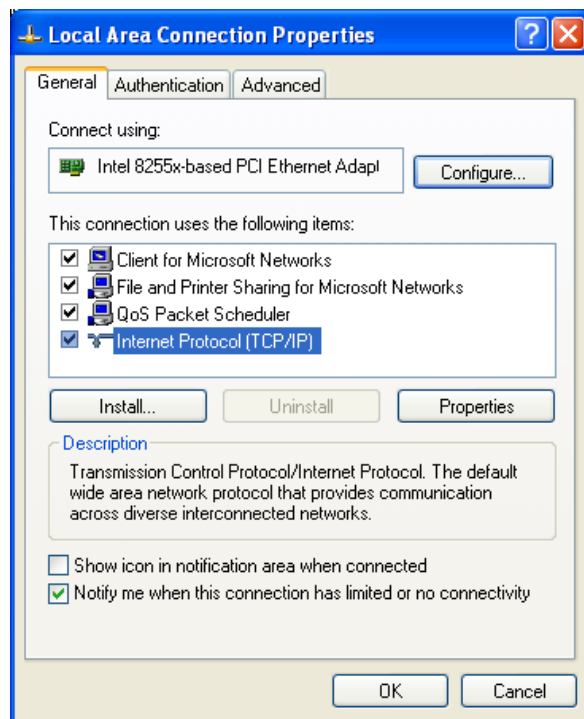 Local Area Connection Properties
?
General Authentication Advanced
Connect using:
Intel 8255x-based PCI Ethernet Adapt
Configure...
This connection uses the following items:
Client for Microsoft Networks
File and Printer Sharing for Microsoft Networks
QoS Packet Scheduler
Internet Protocol (TCP/IP)
Install... Uninstall Properties
Description
Transmission Control Protocol/Internet Protocol. The default
wide area network protocol that provides communication
across diverse interconnected networks.
Show icon in notification area when connected
Notify me when this connection has limited or no connectivity
OK Cancel